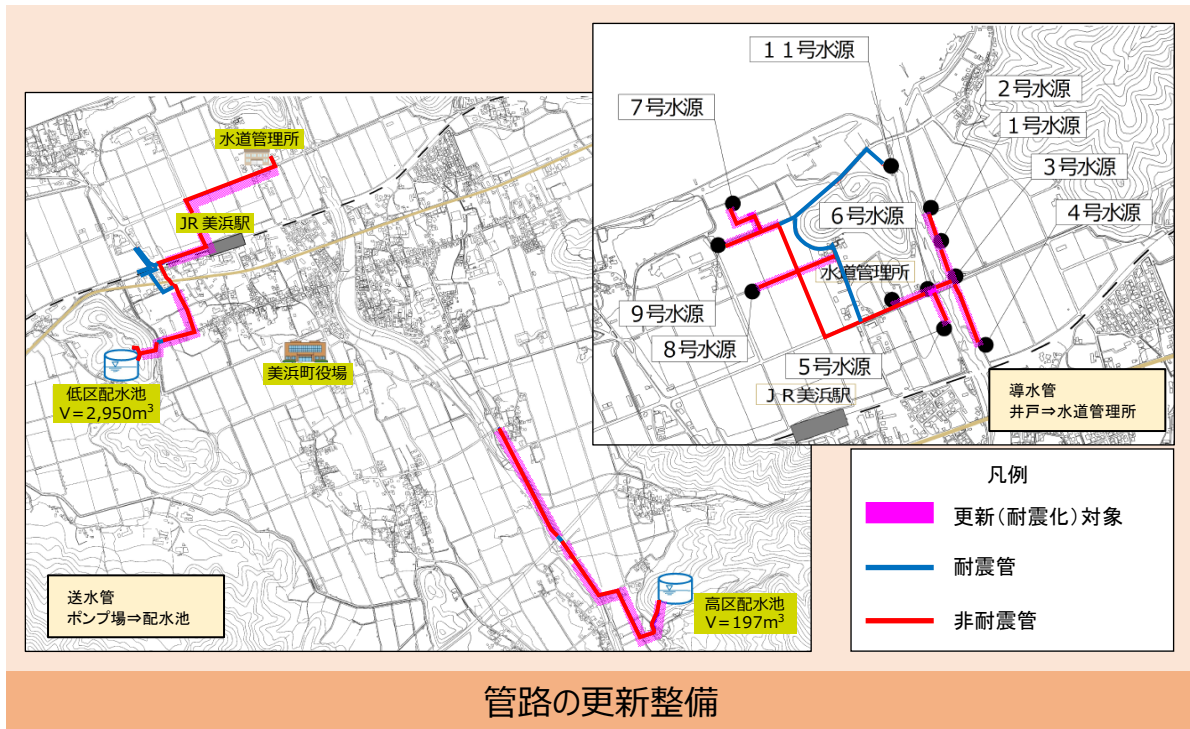 水道管理所
JR 美浜駅
低区配水池
V＝2,950m³
美浜町役場
高区配水池
V＝197m³
送水管
ポンプ場⇒配水池
１１号水源
7号水源
2号水源
1号水源
3号水源
4号水源
6号水源
水道管理所
9号水源
8号水源
5号水源
ＪＲ美浜駅
導水管
井戸⇒水道管理所
凡例
更新（耐震化）対象
耐震管
非耐震管
管路の更新整備